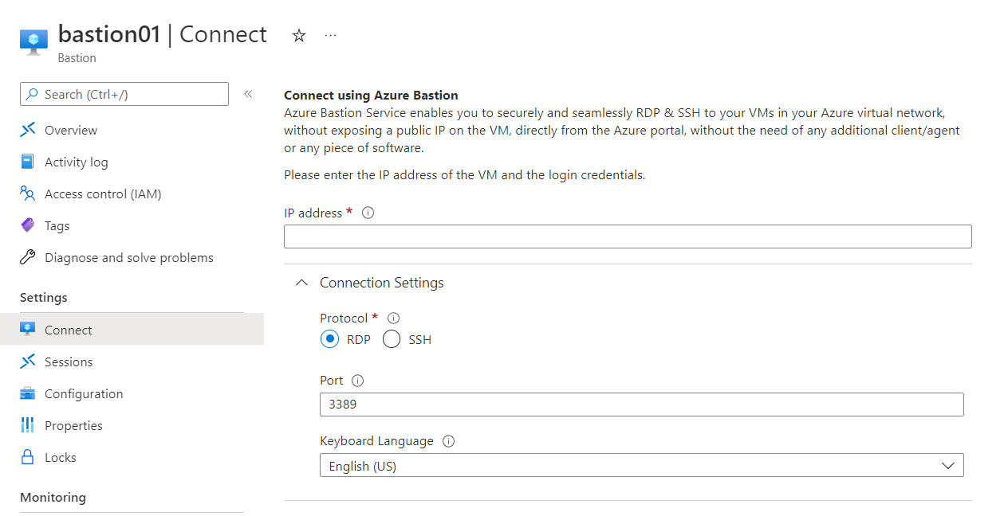 bastion01 | Connect
Bastion
Search (Ctrl+/)
Overview
Activity log
Access control (IAM)
Tags
Diagnose and solve problems
Settings
Connect
Sessions
Configuration
Properties
Locks
Monitoring
Connect using Azure Bastion
Azure Bastion Service enables you to securely and seamlessly RDP & SSH to your VMs in your Azure virtual network,
without exposing a public IP on the VM, directly from the Azure portal, without the need of any additional client/agent
or any piece of software.
Please enter the IP address of the VM and the login credentials.
IP address *
Connection Settings
Protocol *
RDP SSH
Port
3389
Keyboard Language
English (US)